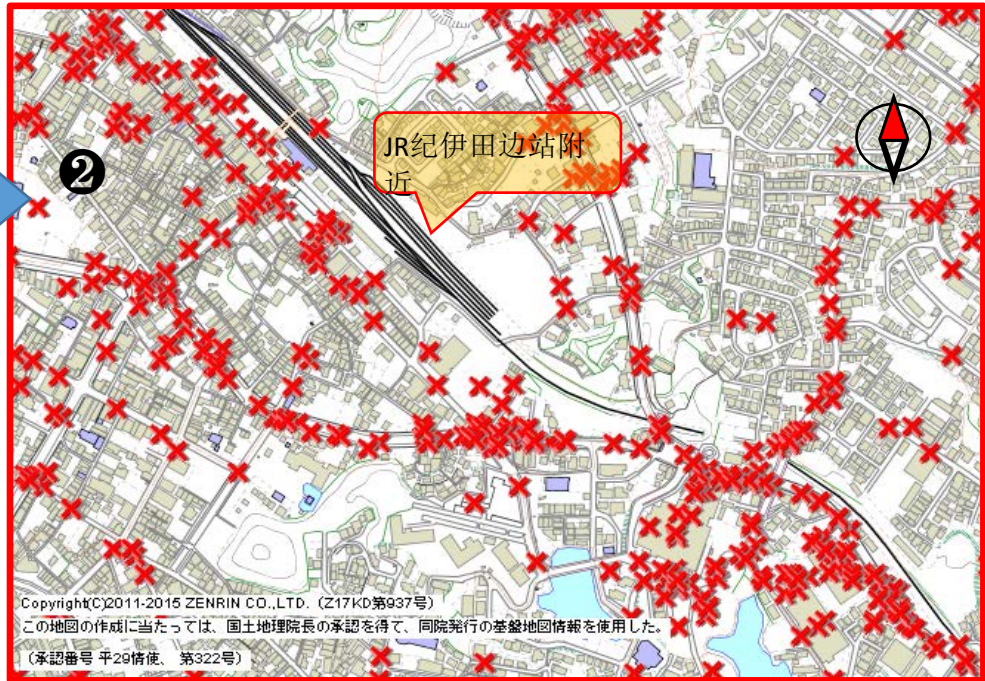 JR纪伊田边站附
近
❷
Copyright(C)2011-2015 ZENRIN CO.,LTD. (Z17KD第937号)
この地図の作成に当たっては、国土地理院長の承認を得て、同院発行の基盤地図情報を使用した。
(承認番号 平29情使、 第322号)